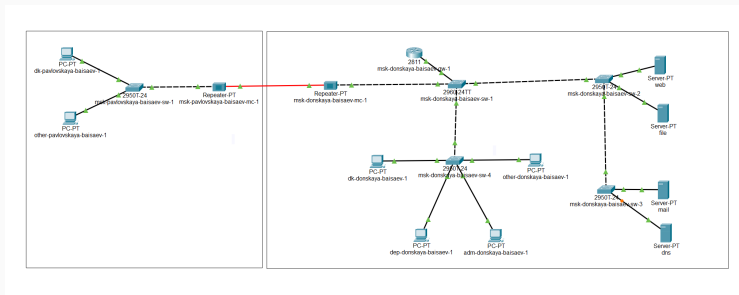 PC-PT
dk-pavlovskaya-baisaev-1
2950T-24
msk-pavlovskaya-baisaev-sw-1
PC-PT
other-pavlovskaya-baisaev-1
Repeater-PT
msk-pavlovskaya-baisaev-mc-1
Repeater-PT
msk-donskaya-baisaev-mc-1
2811
msk-donskaya-baisaev-gw-1
2960-24TT
msk-donskaya-baisaev-sw-1
2950T-24
msk-donskaya-baisaev-sw-2
Server-PT
web
Server-PT
file
PC-PT
dk-donskaya-baisaev-1
2950T-24
msk-donskaya-baisaev-sw-4
PC-PT
other-donskaya-baisaev-1
PC-PT
dep-donskaya-baisaev-1
PC-PT
adm-donskaya-baisaev-1
2950T-24
msk-donskaya-baisaev-sw-3
Server-PT
mail
Server-PT
dns